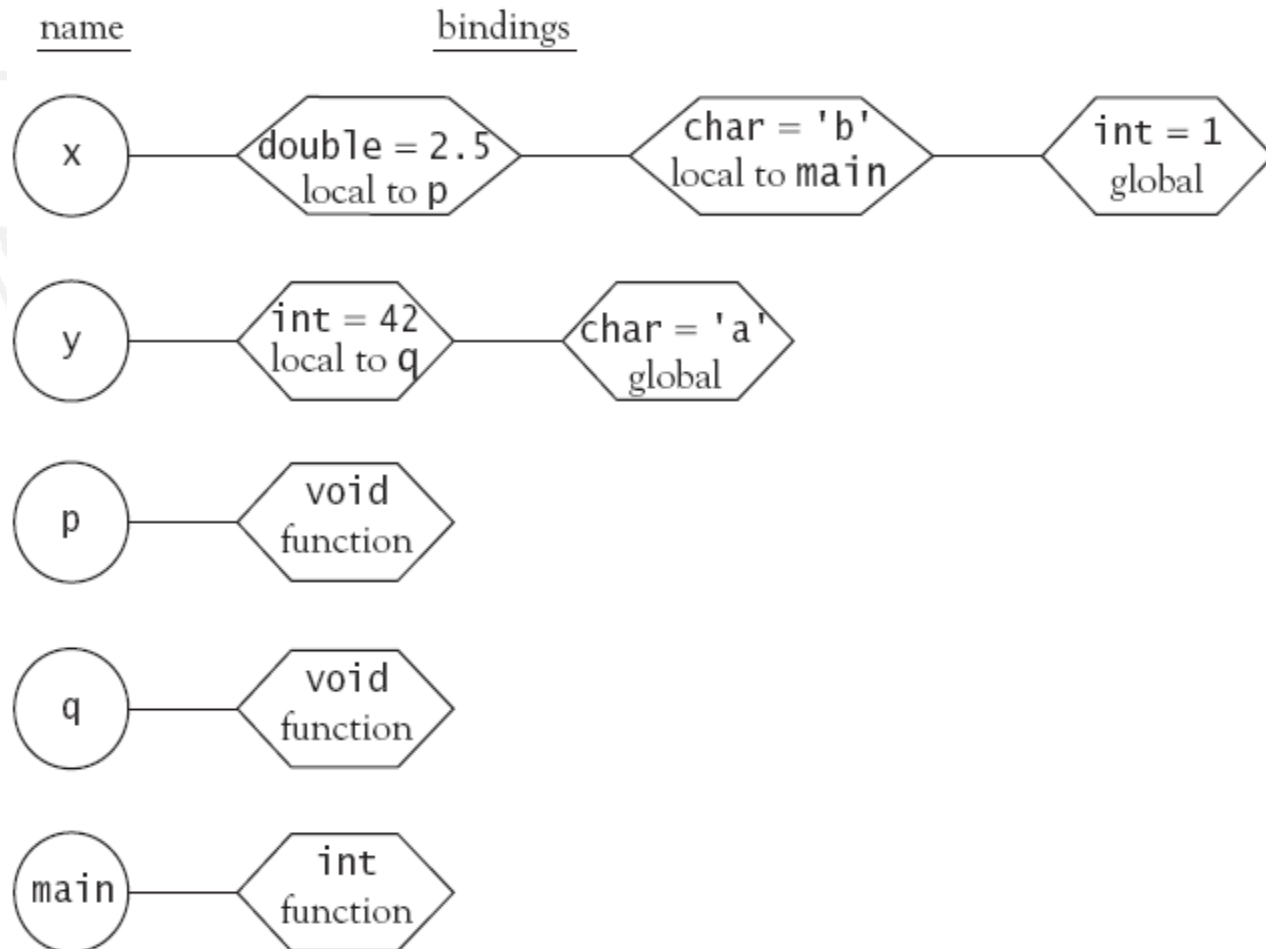 name bindings
x
double = 2.5
local to p
char = 'b'
local to main
int = 1
global
y
int = 42
local to q
char = 'a'
global
p
void
function
q
void
function
main
int
function